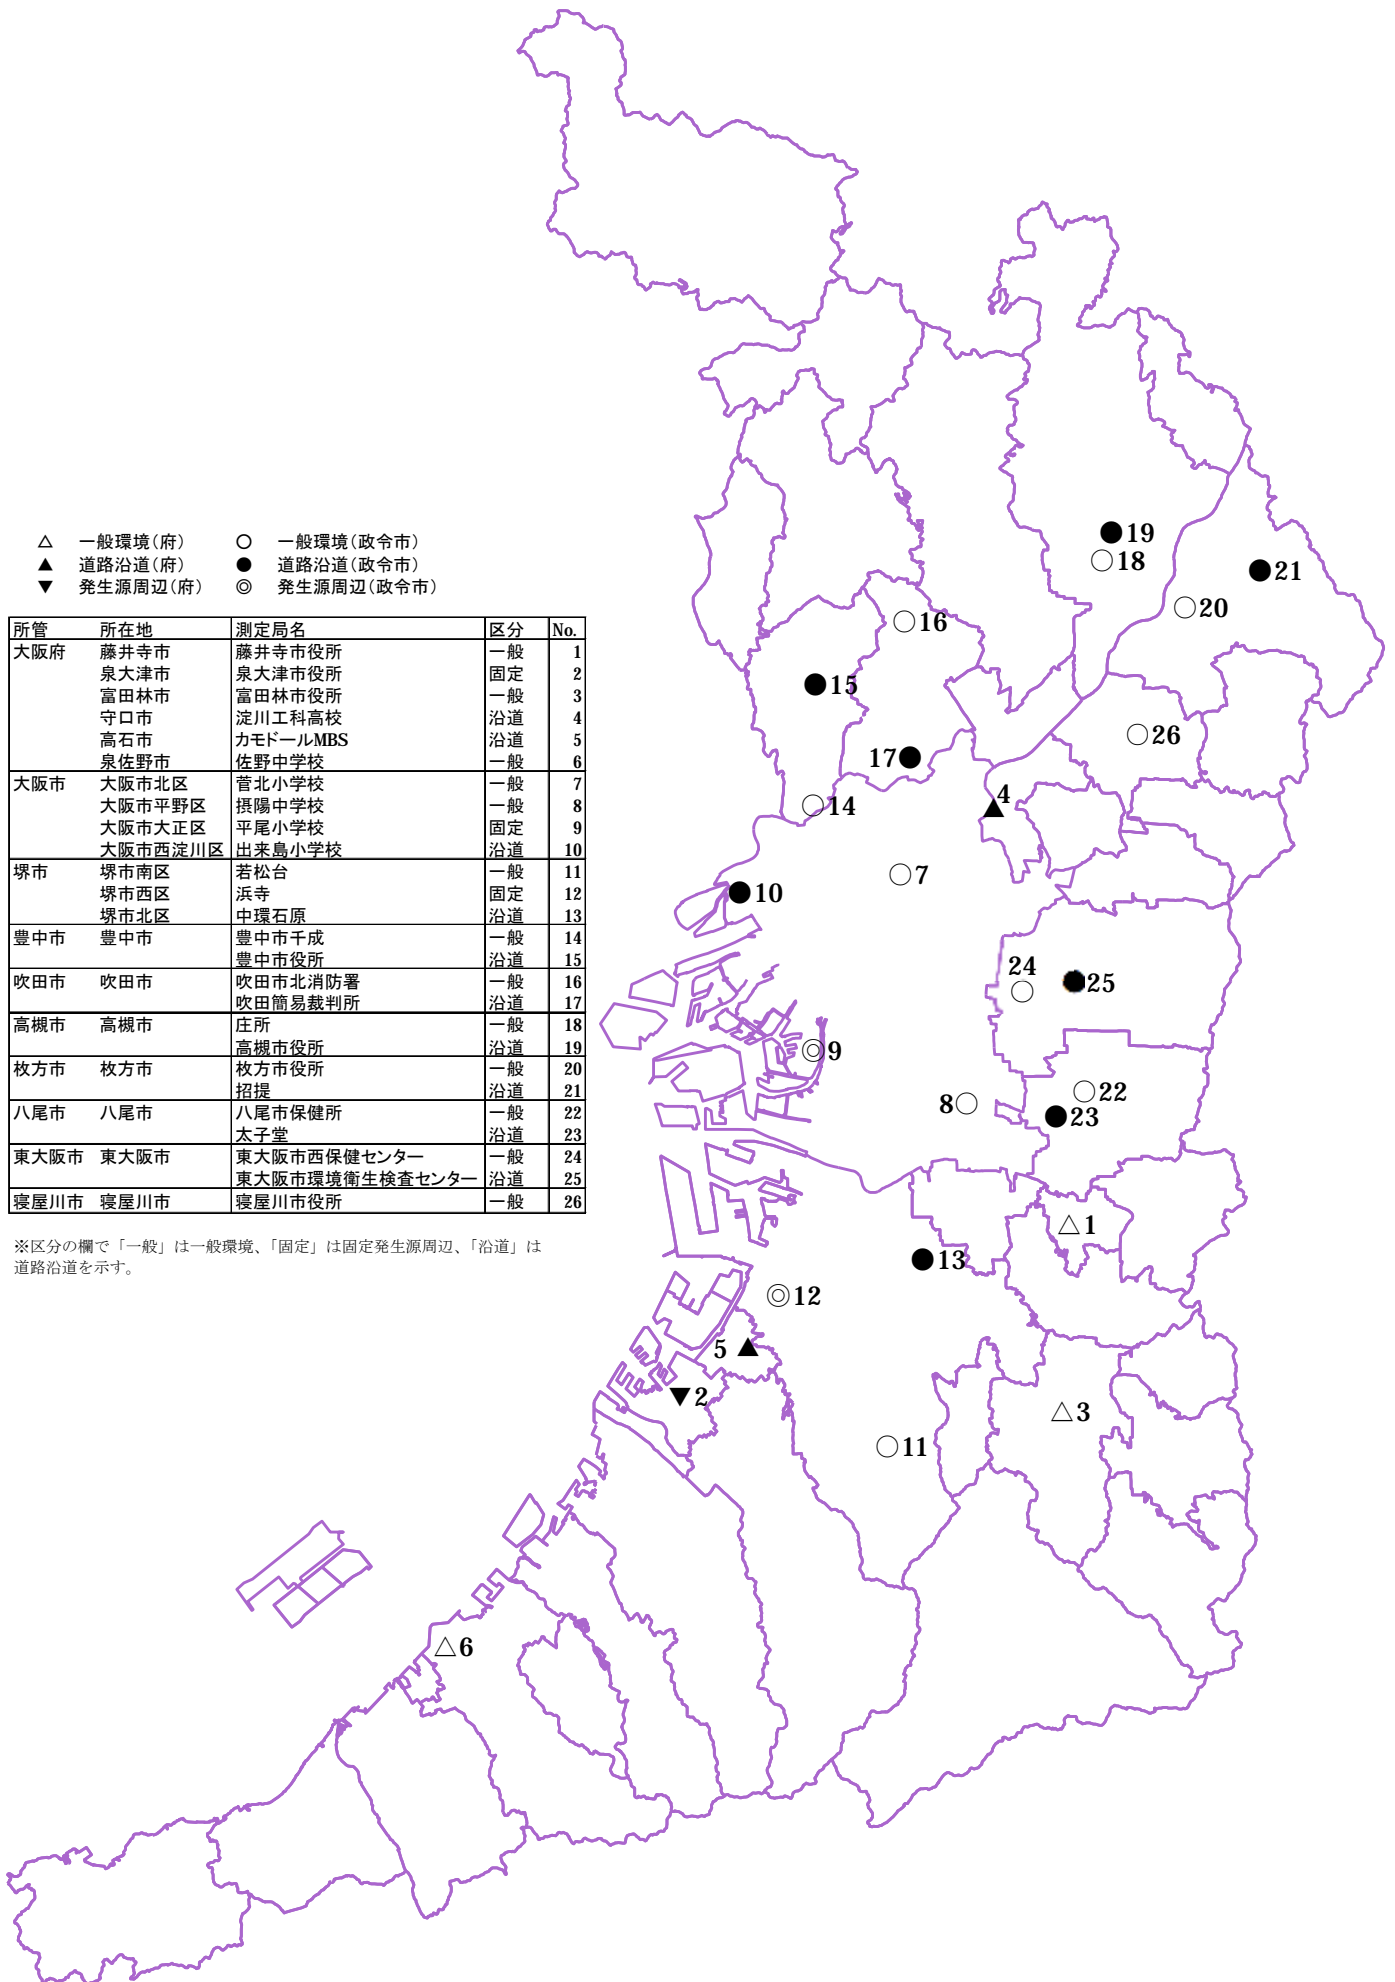 △ 一般環境(府) ○ 一般環境(政令市)
▲ 道路沿道(府) ● 道路沿道(政令市)
▼ 発生源周辺(府) ◎ 発生源周辺(政令市)
所管 所在地 測定局名 区分 No.
大阪府 藤井寺市 藤井寺市役所 一般 1
泉大津市 泉大津市役所 固定 2
富田林市 富田林市役所 一般 3
守口市 淀川工科高校 沿道 4
高石市 カモドールMBS 沿道 5
泉佐野市 佐野中学校 一般 6
大阪市 大阪市北区 菅北小学校 一般 7
大阪市平野区 摂陽中学校 一般 8
大阪市大正区 平尾小学校 固定 9
大阪市西淀川区 出来島小学校 沿道 10
堺市 堺市南区 若松台 一般 11
堺市西区 浜寺 固定 12
堺市北区 中環石原 沿道 13
豊中市 豊中市 豊中市千成 一般 14
豊中市役所 沿道 15
吹田市 吹田市 吹田市北消防署 一般 16
吹田簡易裁判所 沿道 17
高槻市 高槻市 庄所 一般 18
高槻市役所 沿道 19
枚方市 枚方市 枚方市役所 一般 20
招提 沿道 21
八尾市 八尾市 八尾市保健所 一般 22
太子堂 沿道 23
東大阪市 東大阪市 東大阪市西保健センター 一般 24
東大阪市環境衛生検査センター 沿道 25
寝屋川市 寝屋川市 寝屋川市役所 一般 26
※区分の欄で「一般」は一般環境、「固定」は固定発生源周辺、「沿道」は
道路沿道を示す。
19
18
21
20
16
15
26
17
4
14
7
10
24
25
9
22
8
23
1
13
12
5
2
3
11
6